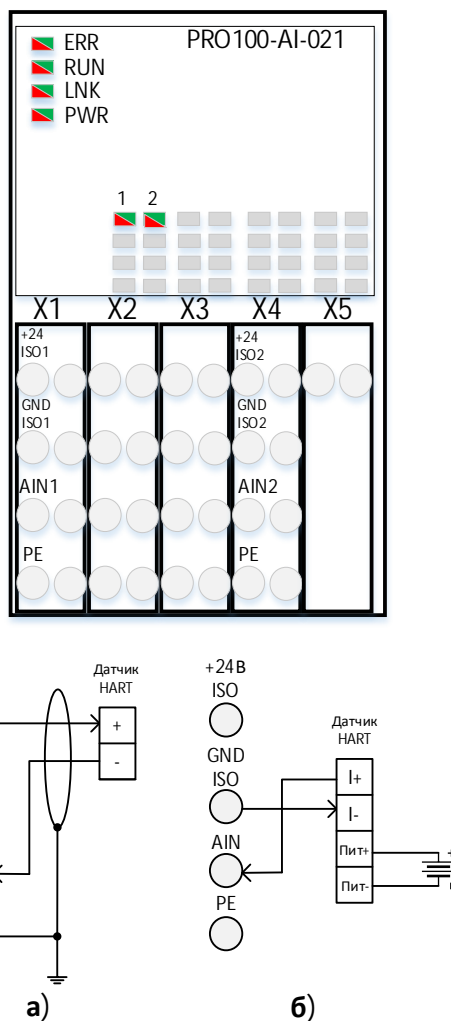 PRO100-AI-021
ERR
RUN
LNK
PWR
1 2
X1 X2 X3 X4 X5
+24 +24
ISO1 ISO2
GND GND
ISO1 ISO2
AIN1 AIN2
PE PE
Датчик
HART
+
-
а)
+24В
ISO
GND
ISO
AIN
PE
Датчик
HART
I+
I-
Пит+
Пит-
+
б)